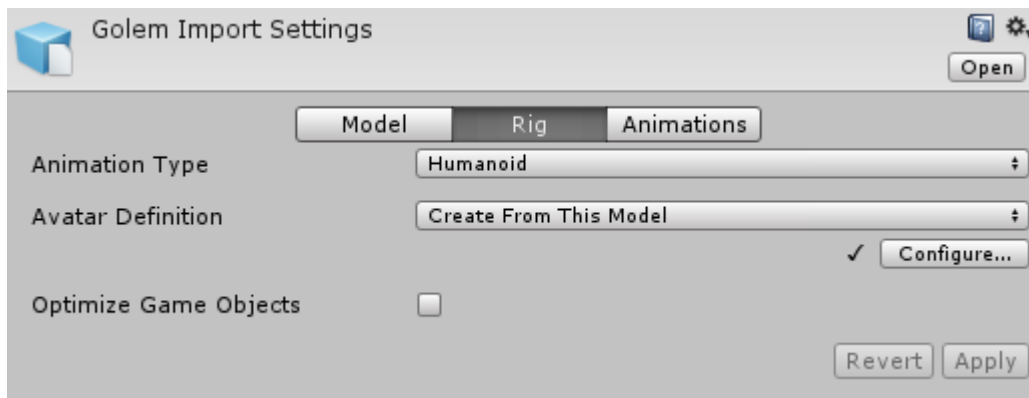 Golem Import Settings
Open
Model Rig Animations
Animation Type Humanoid
Avatar Definition Create From This Model
✓ Configure...
Optimize Game Objects
Revert Apply